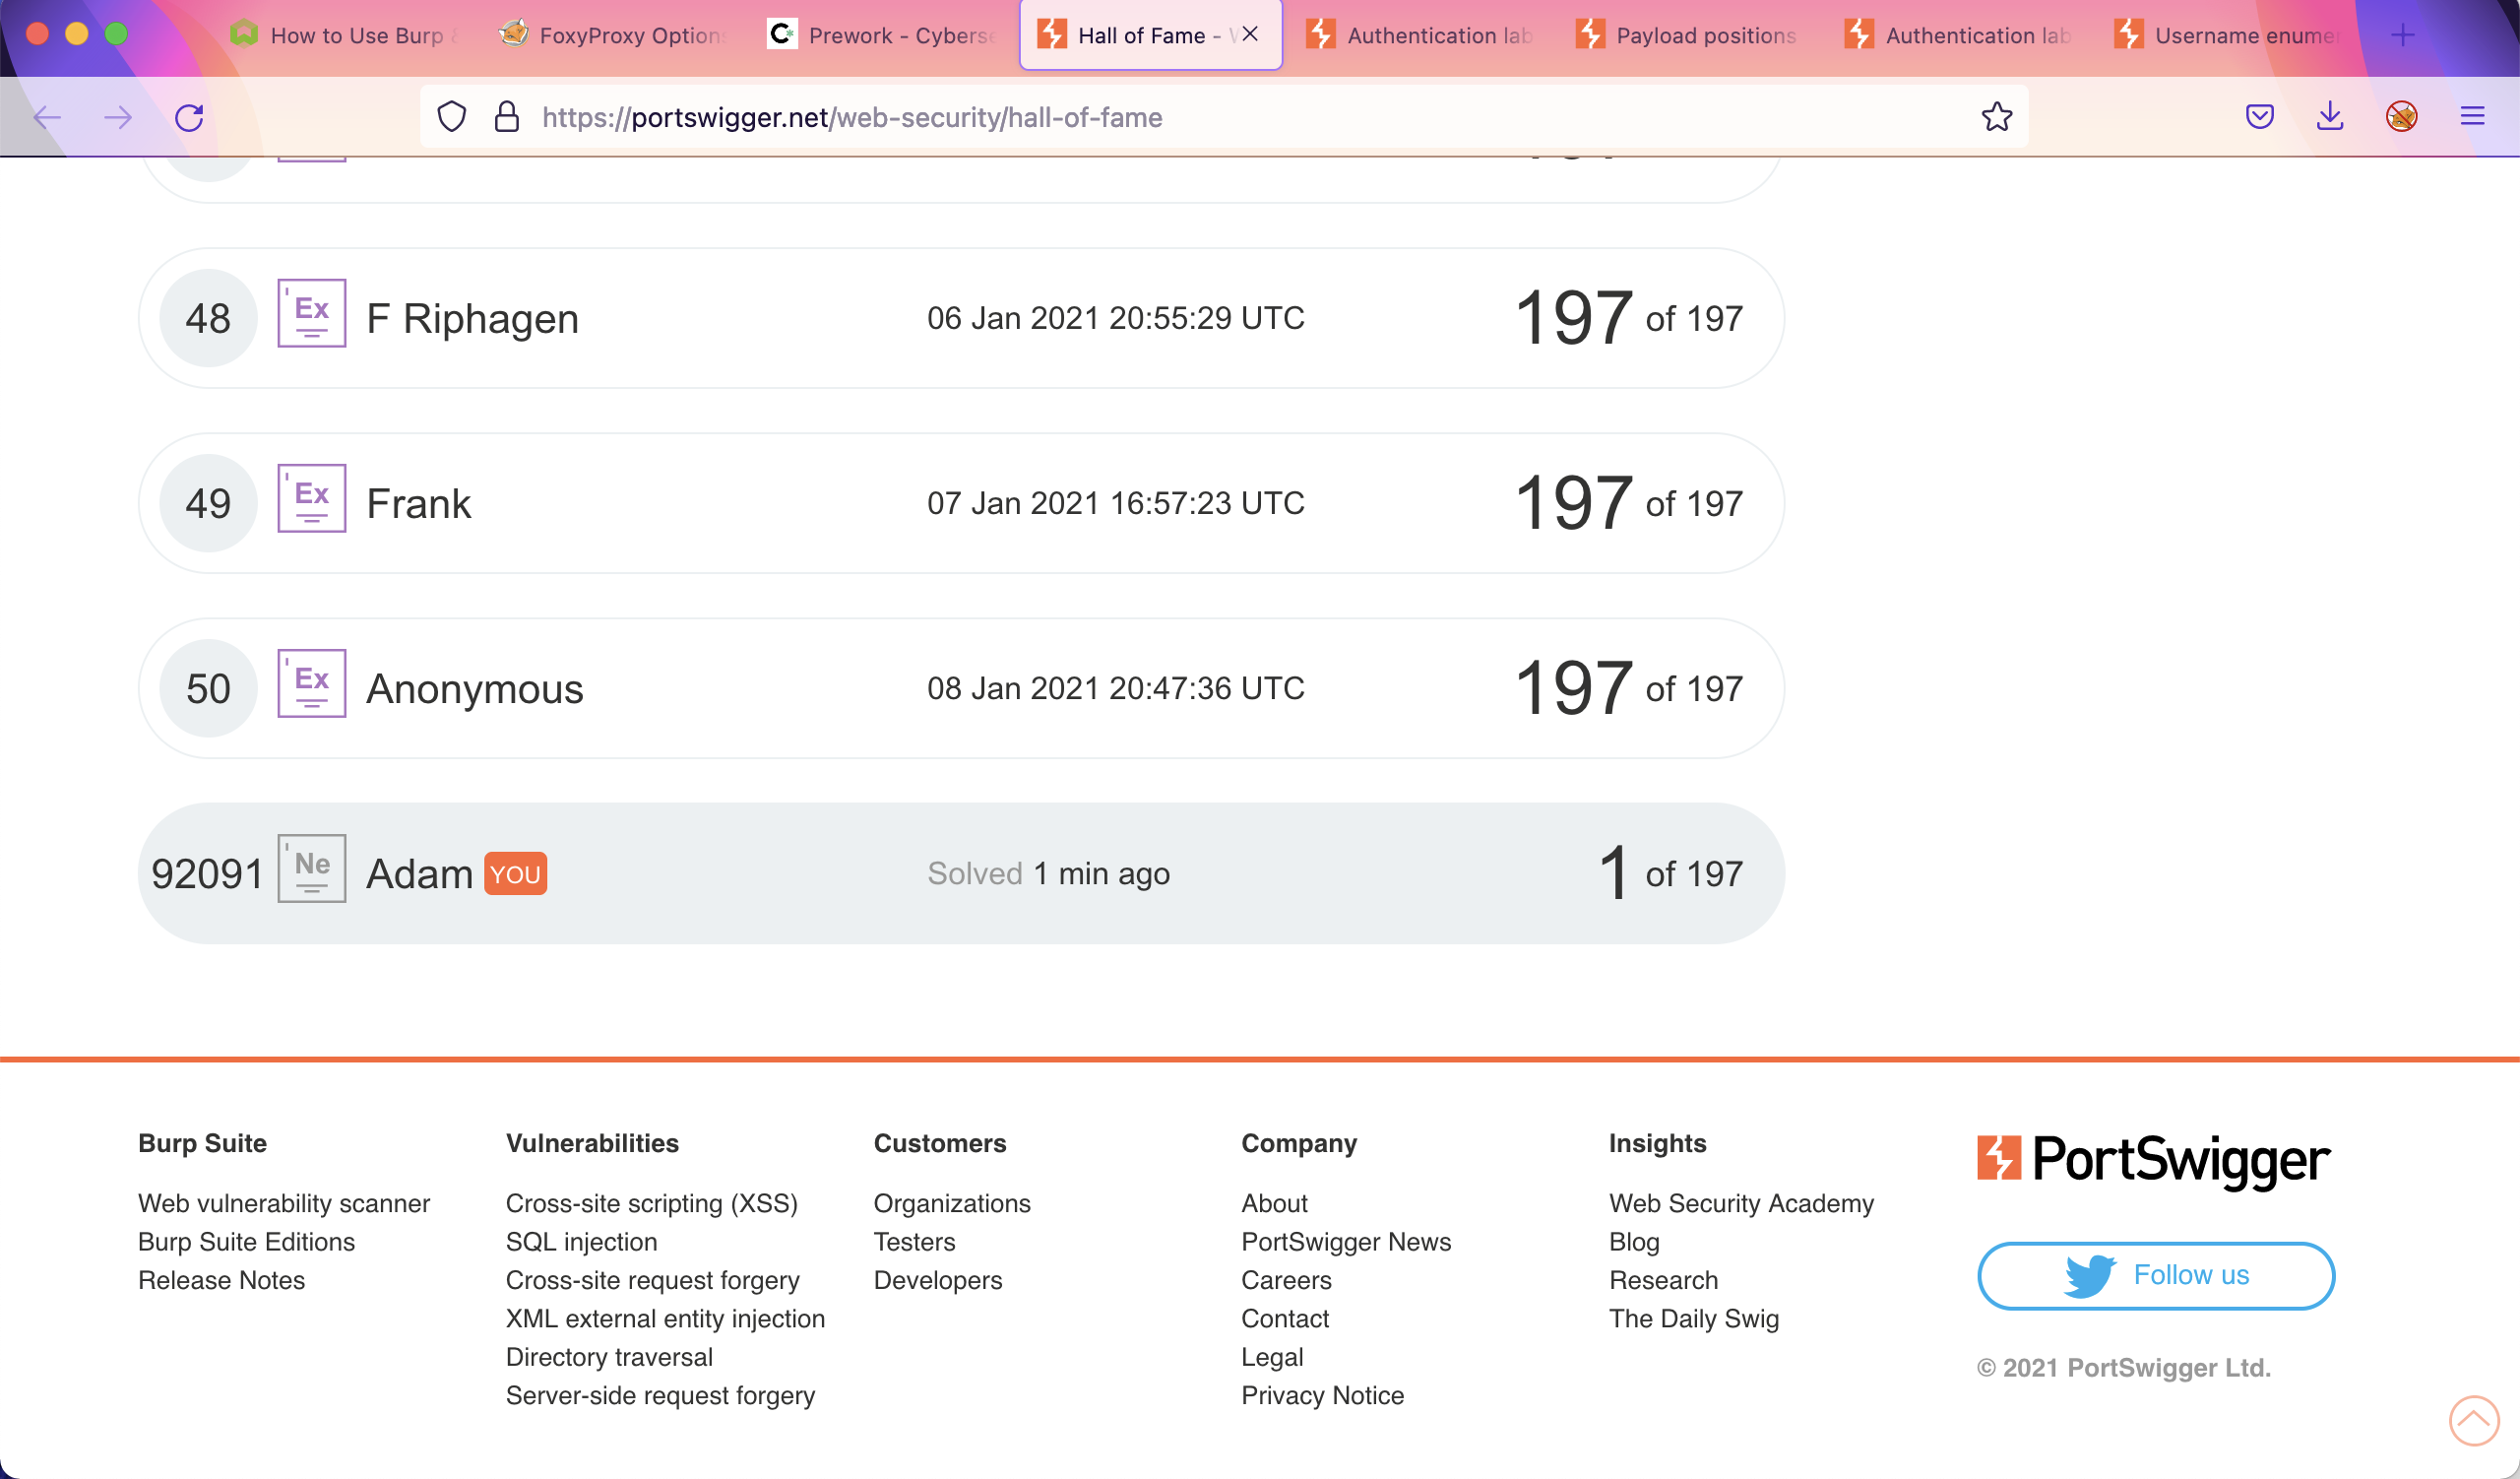 How to Use Burp
FoxyProxy Option
Prework - Cyberse
Hall of Fame -
Authentication lab
Payload positions
Authentication lab
Username enumer
https://portswigger.net/web-security/hall-of-fame
48 Ex F Riphagen 06 Jan 2021 20:55:29 UTC 197 of 197
49 Ex Frank 07 Jan 2021 16:57:23 UTC 197 of 197
50 Ex Anonymous 08 Jan 2021 20:47:36 UTC 197 of 197
92091 Ne Adam YOU Solved 1 min ago 1 of 197
Burp Suite
Web vulnerability scanner
Burp Suite Editions
Release Notes
Vulnerabilities
Cross-site scripting (XSS)
SQL injection
Cross-site request forgery
XML external entity injection
Directory traversal
Server-side request forgery
Customers
Organizations
Testers
Developers
Company
About
PortSwigger News
Careers
Contact
Legal
Privacy Notice
Insights
Web Security Academy
Blog
Research
The Daily Swig
PortSwigger
Follow us
© 2021 PortSwigger Ltd.